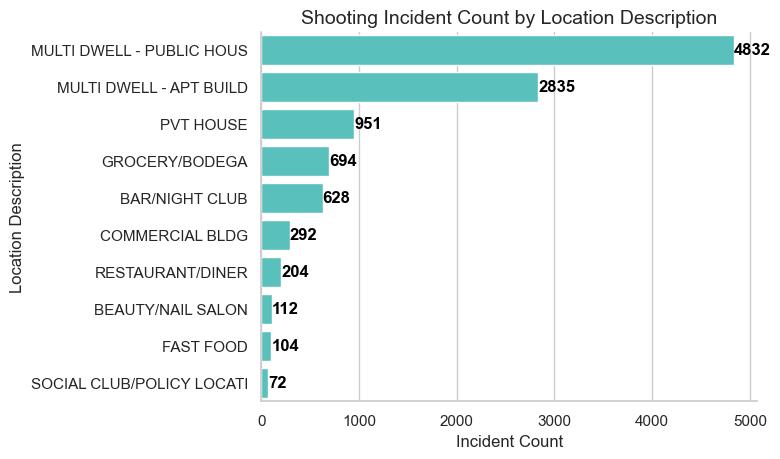 Shooting Incident Count by Location Description
Location Description
MULTI DWELL - PUBLIC HOUS 4832
MULTI DWELL - APT BUILD 2835
PVT HOUSE 951
GROCERY/BODEGA 694
BAR/NIGHT CLUB 628
COMMERCIAL BLDG 292
RESTAURANT/DINER 204
BEAUTY/NAIL SALON 112
FAST FOOD 104
SOCIAL CLUB/POLICY LOCATI 72
0 1000 2000 3000 4000 5000
Incident Count